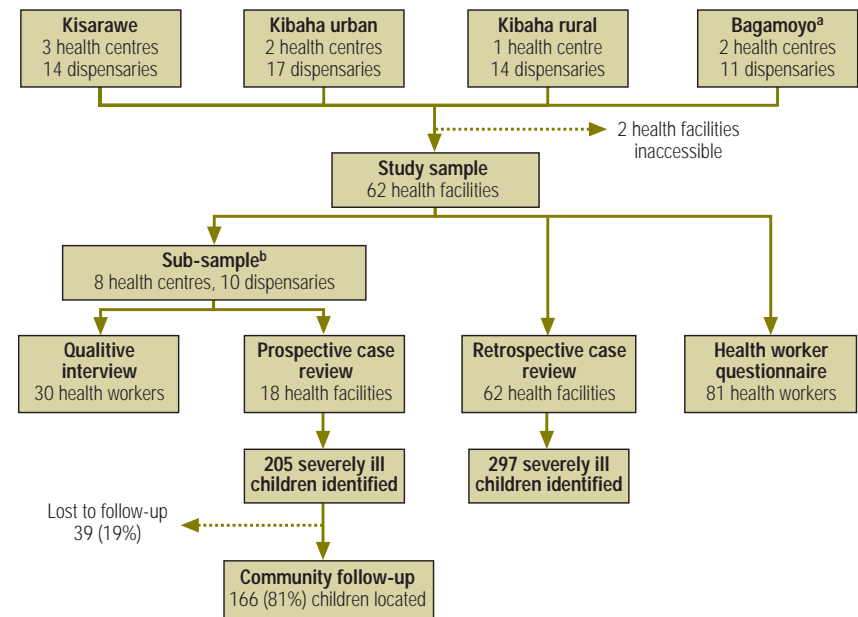 Kisarawe
3 health centres
14 dispensaries
Kibaha urban
2 health centres
17 dispensaries
Kibaha rural
1 health centre
14 dispensaries
Bagamoyoᵃ
2 health centres
11 dispensaries
2 health facilities
inaccessible
Study sample
62 health facilities
Sub-sampleᵇ
8 health centres, 10 dispensaries
Qualitive
interview
30 health workers
Prospective case
review
18 health facilities
Retrospective case
review
62 health facilities
Health worker
questionnaire
81 health workers
205 severely ill
children identified
297 severely ill
children identified
Lost to follow-up
39 (19%)
Community follow-up
166 (81%) children located